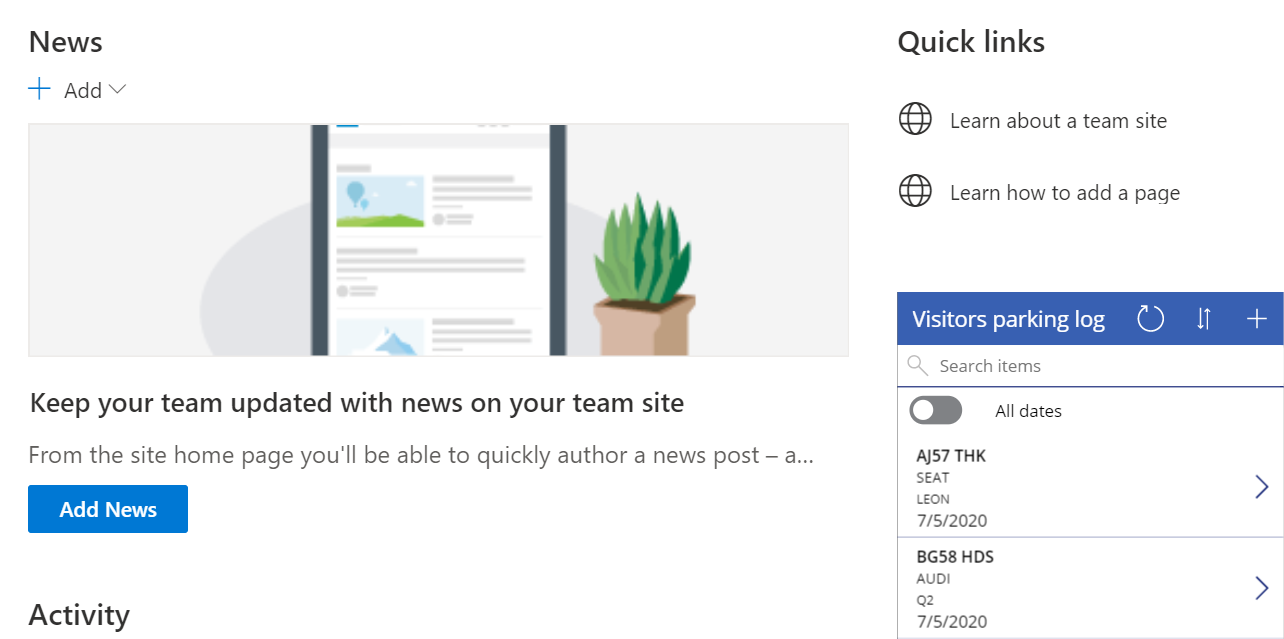 News
Add
Keep your team updated with news on your team site
From the site home page you'll be able to quickly author a news post – a...
Add News
Activity
Quick links
Learn about a team site
Learn how to add a page
Visitors parking log
Search items
All dates
AJ57 THK
SEAT
LEON
7/5/2020
BG58 HDS
AUDI
Q2
7/5/2020